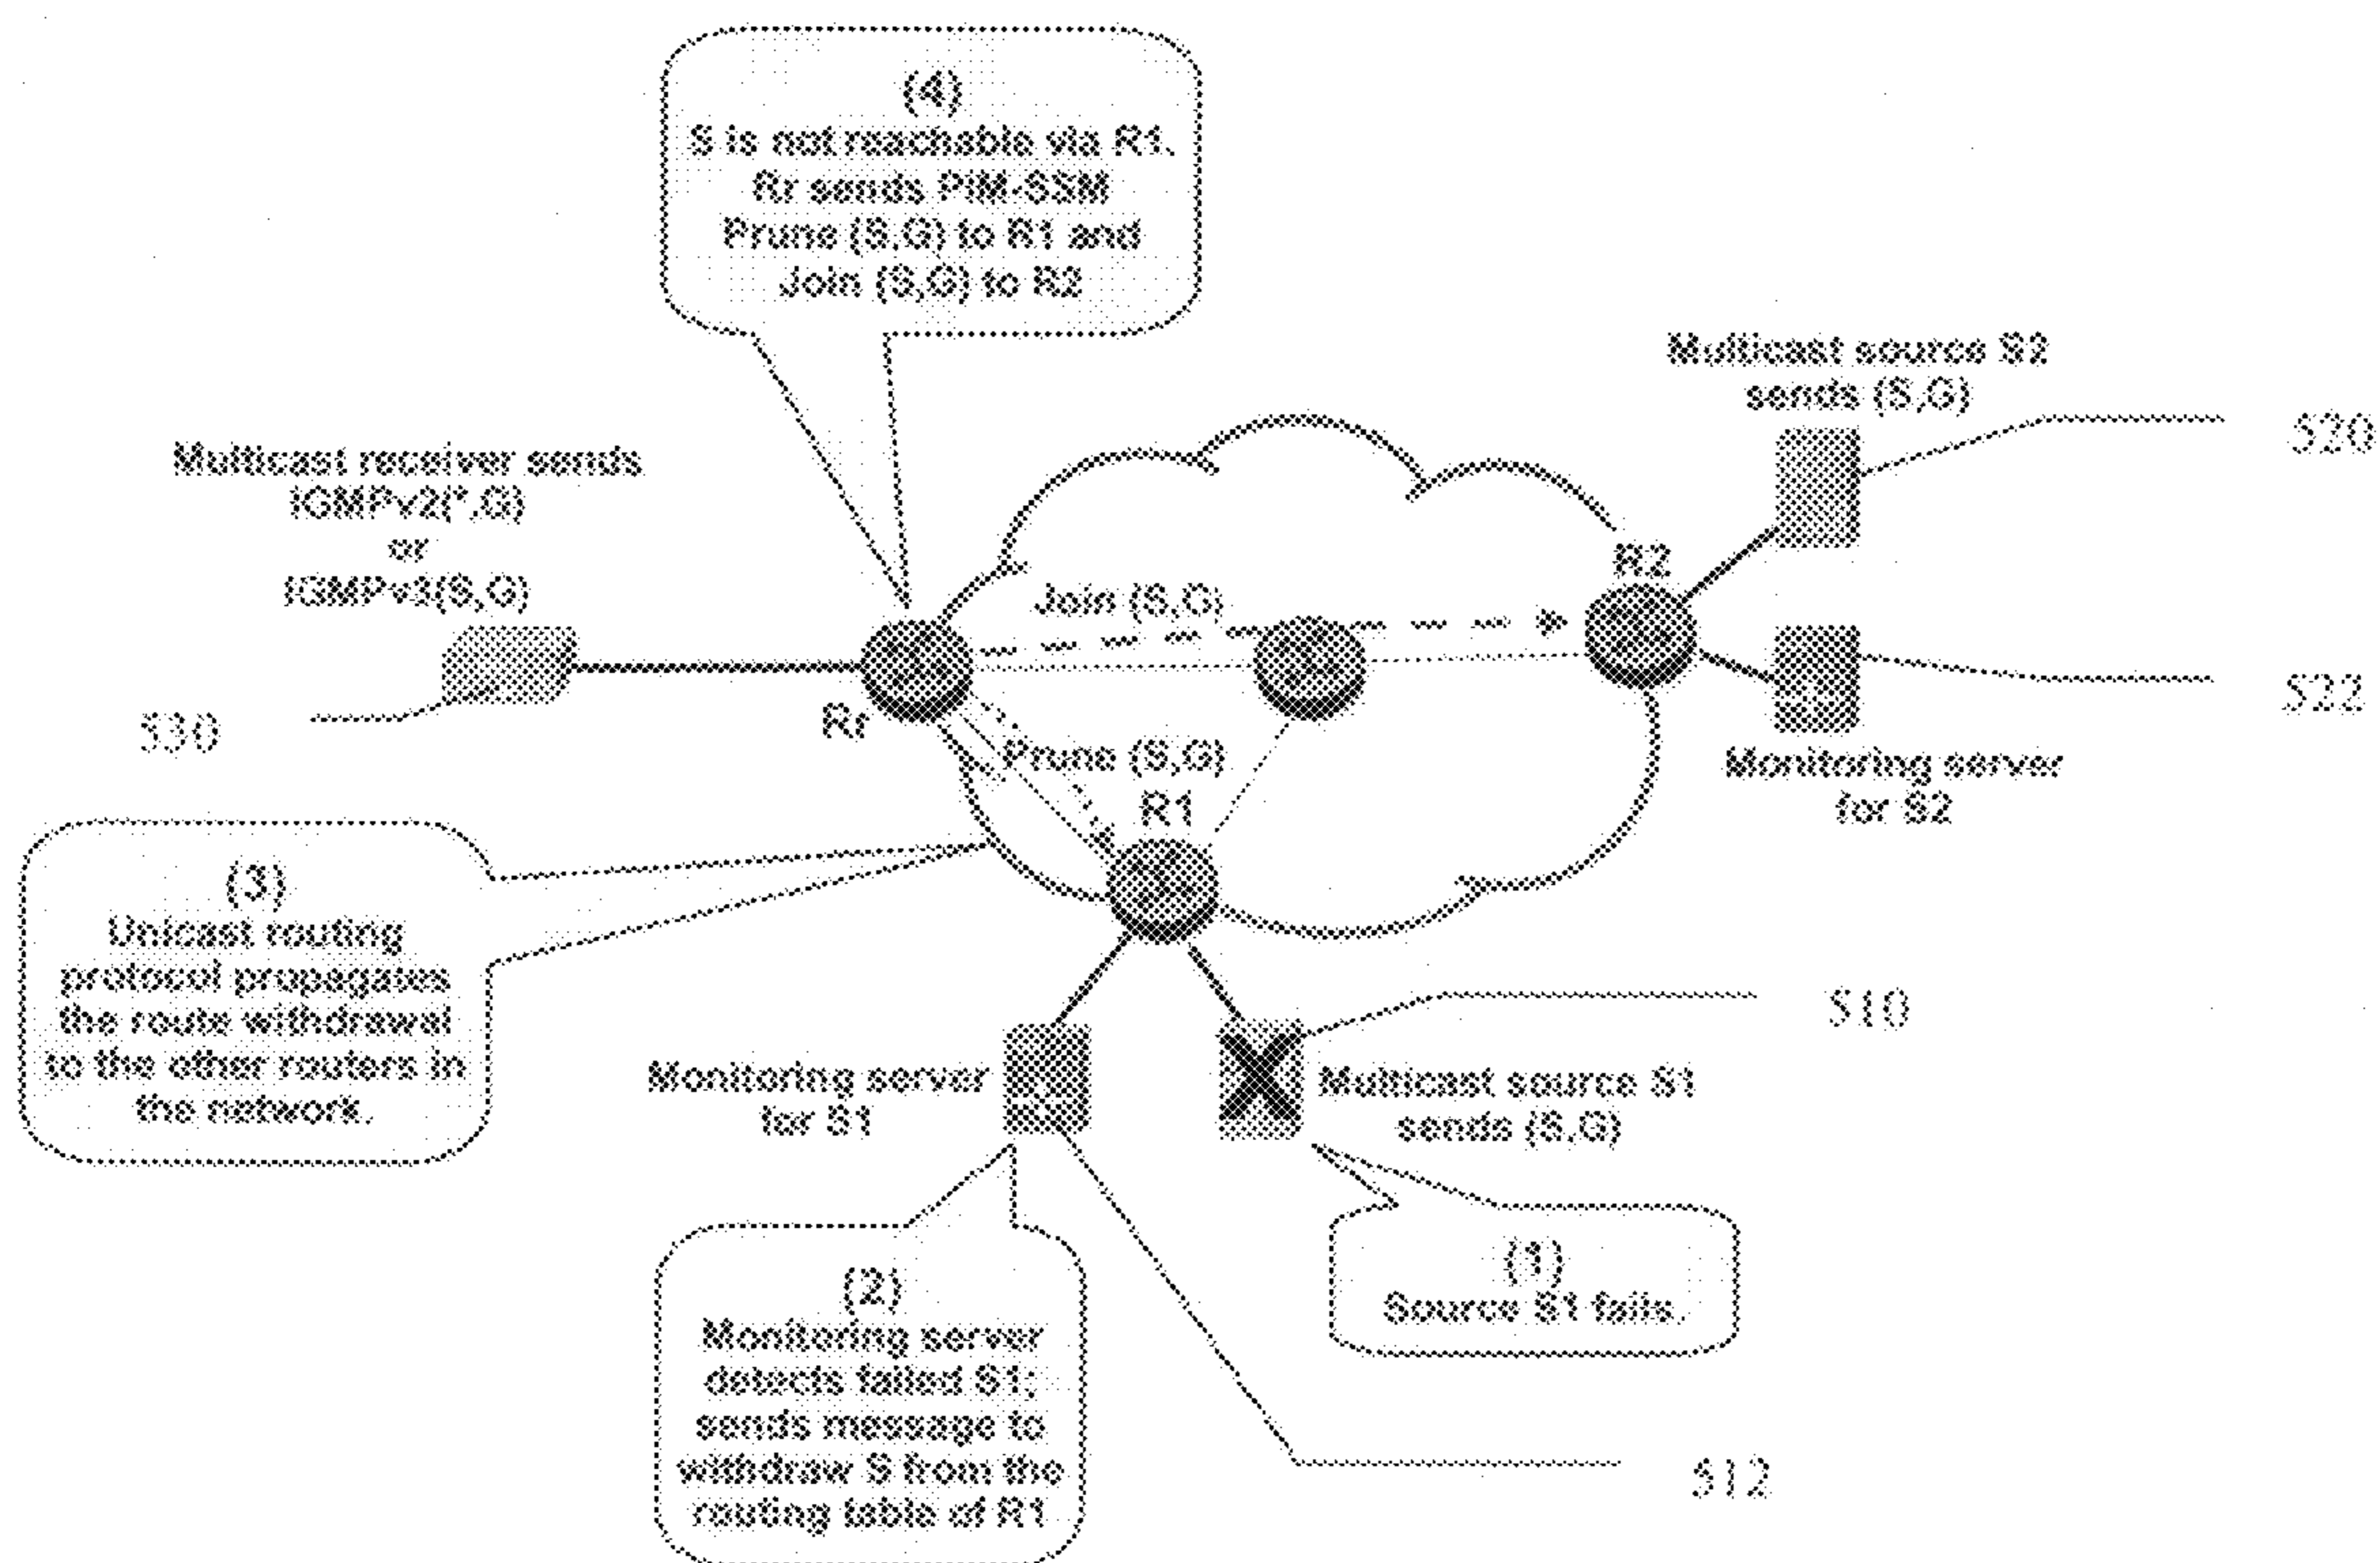 (4)
S is not reachable via R1.
Rr sends PIM-SSM
Prune (S,G) to R1 and
Join (S,G) to R2
Multicast source S2
sends (S,G)
520
Multicast receiver sends
IGMPv2(*,G)
or
IGMPv3(S,G)
R2
Join (S,G)
522
530
Rr
Prune (S,G)
R1
Monitoring server
for S2
(3)
Unicast routing
protocol propagates
the route withdrawal
to the other routers in
the network.
510
Monitoring server
for S1
Multicast source S1
sends (S,G)
(1)
Source S1 fails.
(2)
Monitoring server
detects failed S1;
sends message to
withdraw S from the
routing table of R1
512